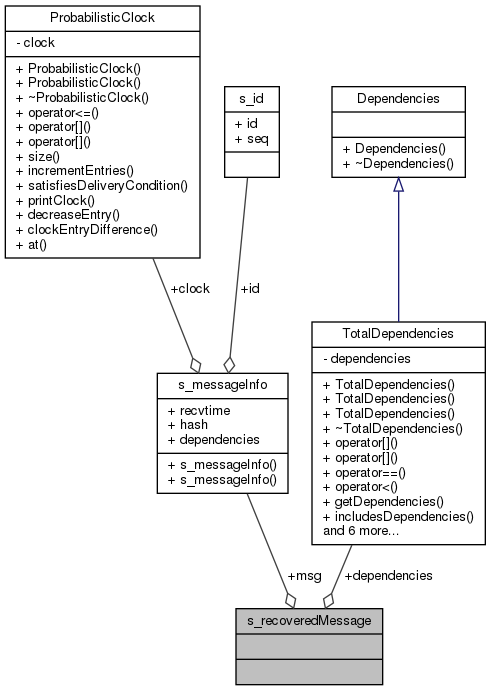 ProbabilisticClock
- clock
+ ProbabilisticClock()
+ ProbabilisticClock()
+ ~ProbabilisticClock()
+ operator<=()
+ operator[]()
+ operator[]()
+ size()
+ incrementEntries()
+ satisfiesDeliveryCondition()
+ printClock()
+ decreaseEntry()
+ clockEntryDifference()
+ at()
s_id
+ id
+ seq
Dependencies
+ Dependencies()
+ ~Dependencies()
+clock
+id
TotalDependencies
- dependencies
+ TotalDependencies()
+ TotalDependencies()
+ TotalDependencies()
+ ~TotalDependencies()
+ operator[]()
+ operator[]()
+ operator==()
+ operator<()
+ getDependencies()
+ includesDependencies()
and 6 more...
s_messageInfo
+ recvtime
+ hash
+ dependencies
+ s_messageInfo()
+ s_messageInfo()
+msg
+dependencies
s_recoveredMessage